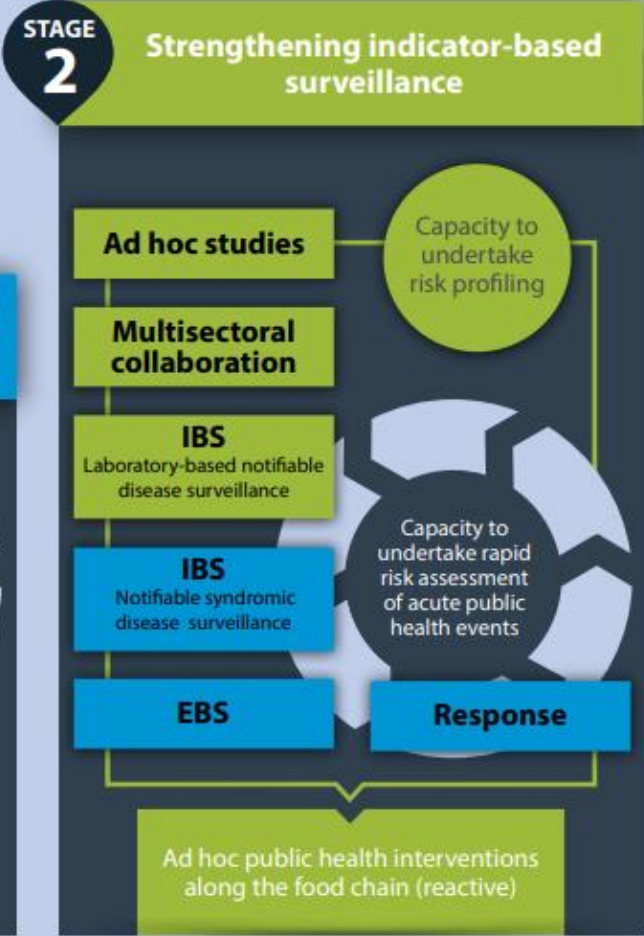 STAGE
2
Strengthening indicator-based
surveillance
Ad hoc studies
Capacity to
undertake
risk profiling
Multisectoral
collaboration
IBS
Laboratory-based notifiable
disease surveillance
IBS
Notifiable syndromic
disease surveillance
Capacity to
undertake rapid
risk assessment
of acute public
health events
EBS
Response
Ad hoc public health interventions
along the food chain (reactive)